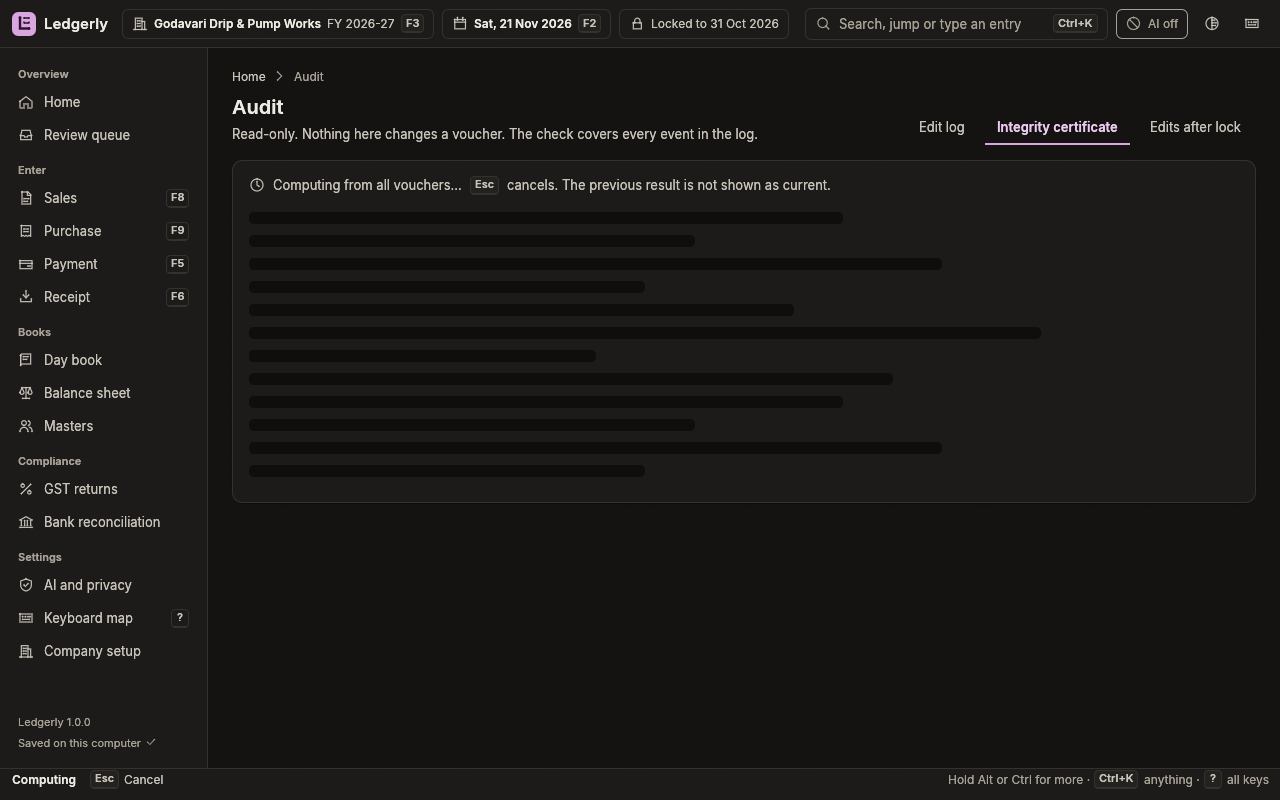 Ledgerly
Godavari Drip & Pump Works FY 2026-27 F3
Sat, 21 Nov 2026 F2
Locked to 31 Oct 2026
Search, jump or type an entry Ctrl+K
AI off
Overview
Home
Review queue
Enter
Sales F8
Purchase F9
Payment F5
Receipt F6
Books
Day book
Balance sheet
Masters
Compliance
GST returns
Bank reconciliation
Settings
AI and privacy
Keyboard map ?
Company setup
Ledgerly 1.0.0
Saved on this computer
Home > Audit
Audit
Read-only. Nothing here changes a voucher. The check covers every event in the log.
Edit log
Integrity certificate
Edits after lock
Computing from all vouchers... Esc cancels. The previous result is not shown as current.
Computing Esc Cancel
Hold Alt or Ctrl for more · Ctrl+K anything · ? all keys